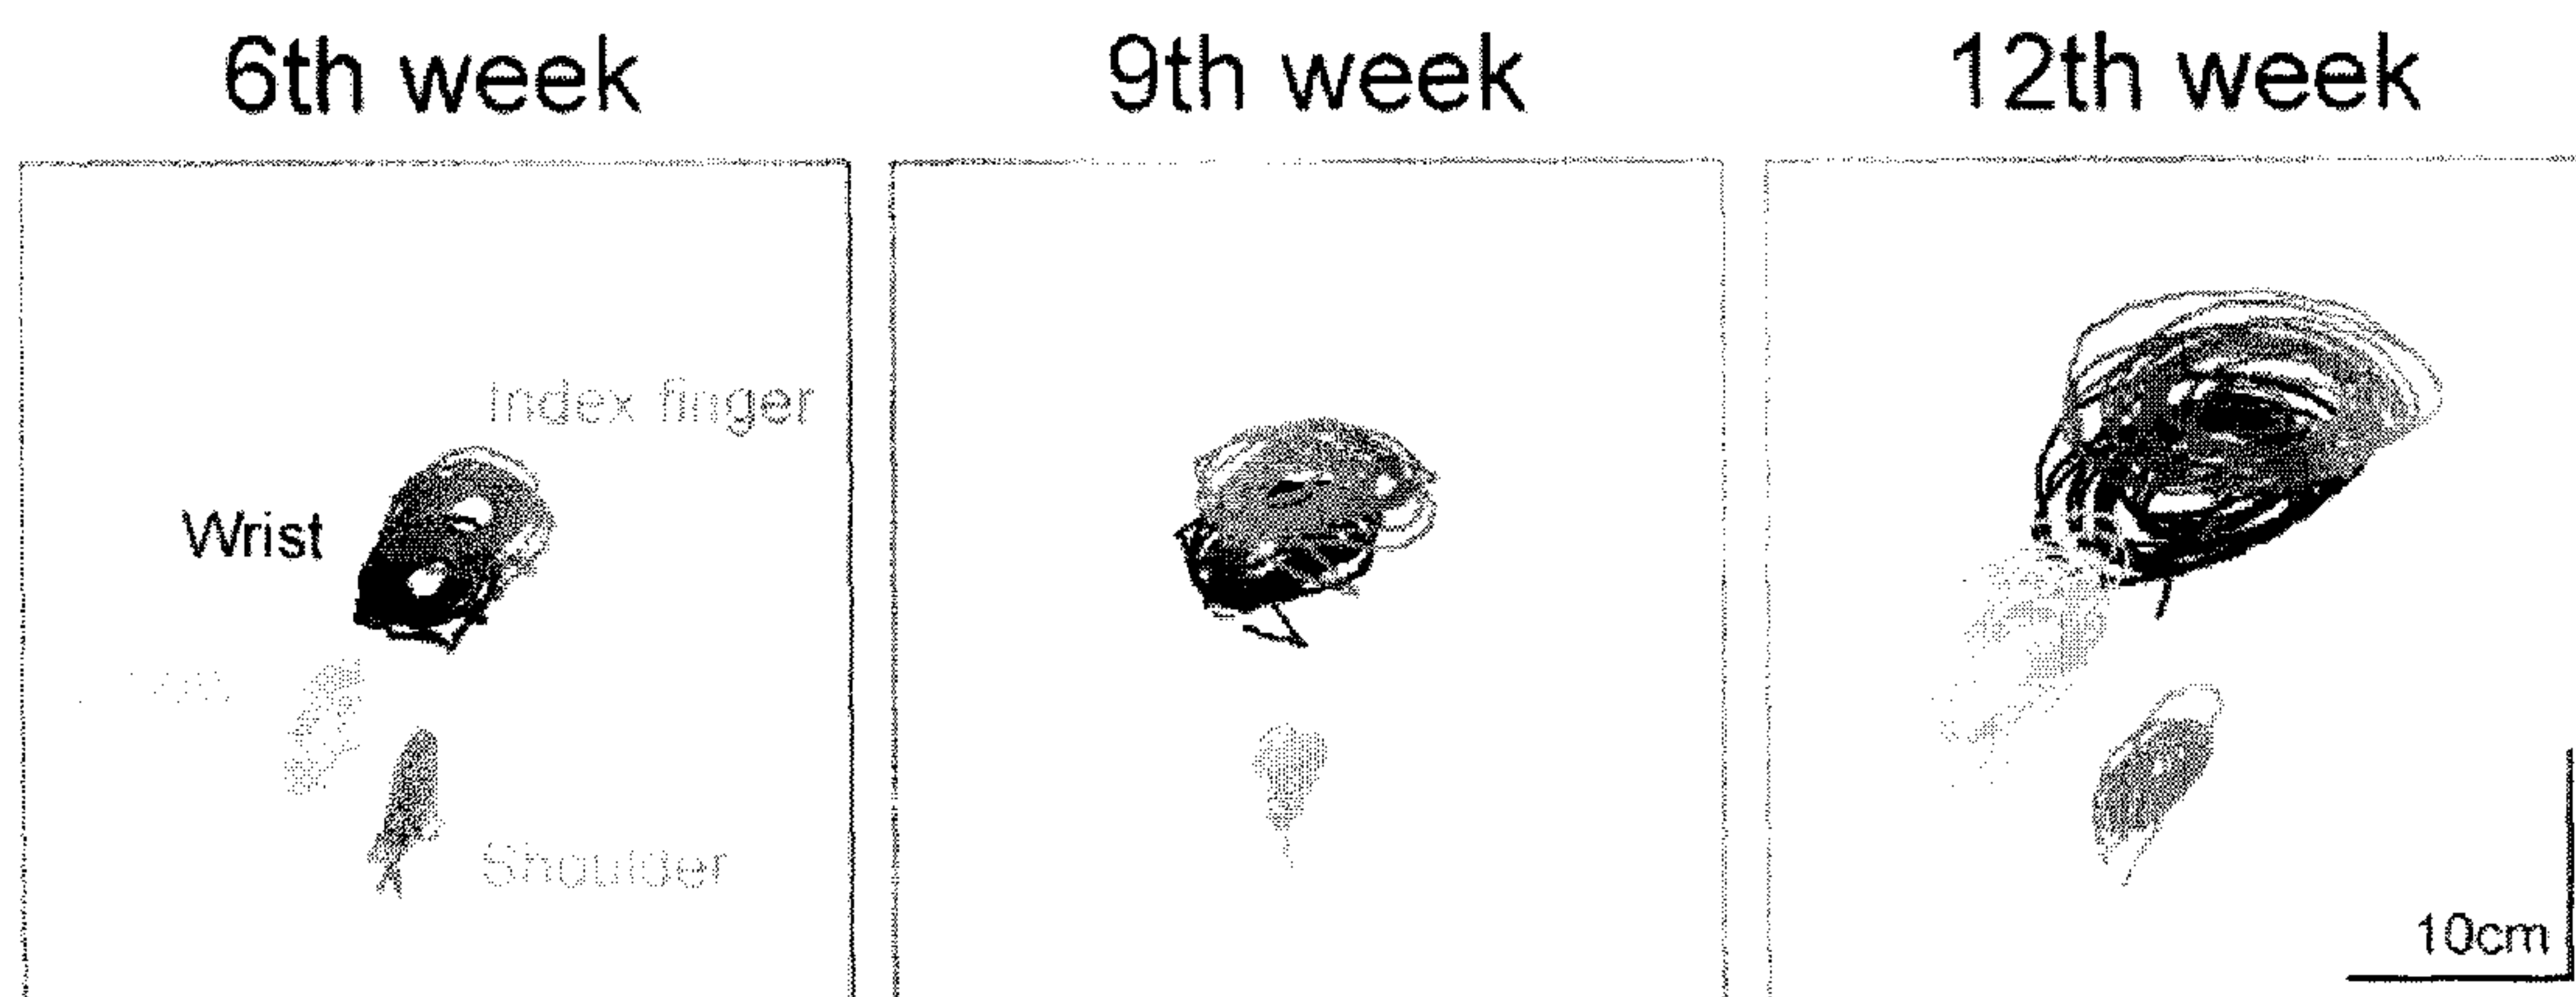 6th week
9th week
12th week
Index finger
Wrist
Shoulder
10cm